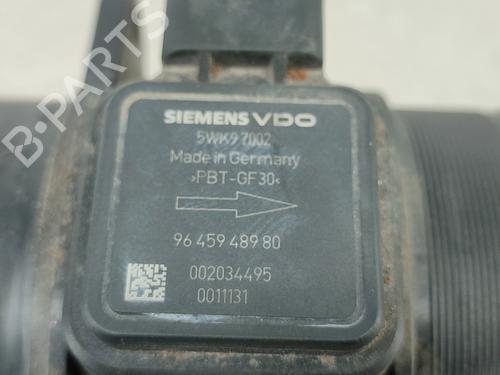 B-PARTS
SIEMENS VDO
5WK9 7002
Made in Germany
>PBT-GF30<
96 459 489 80
002034495
0011131